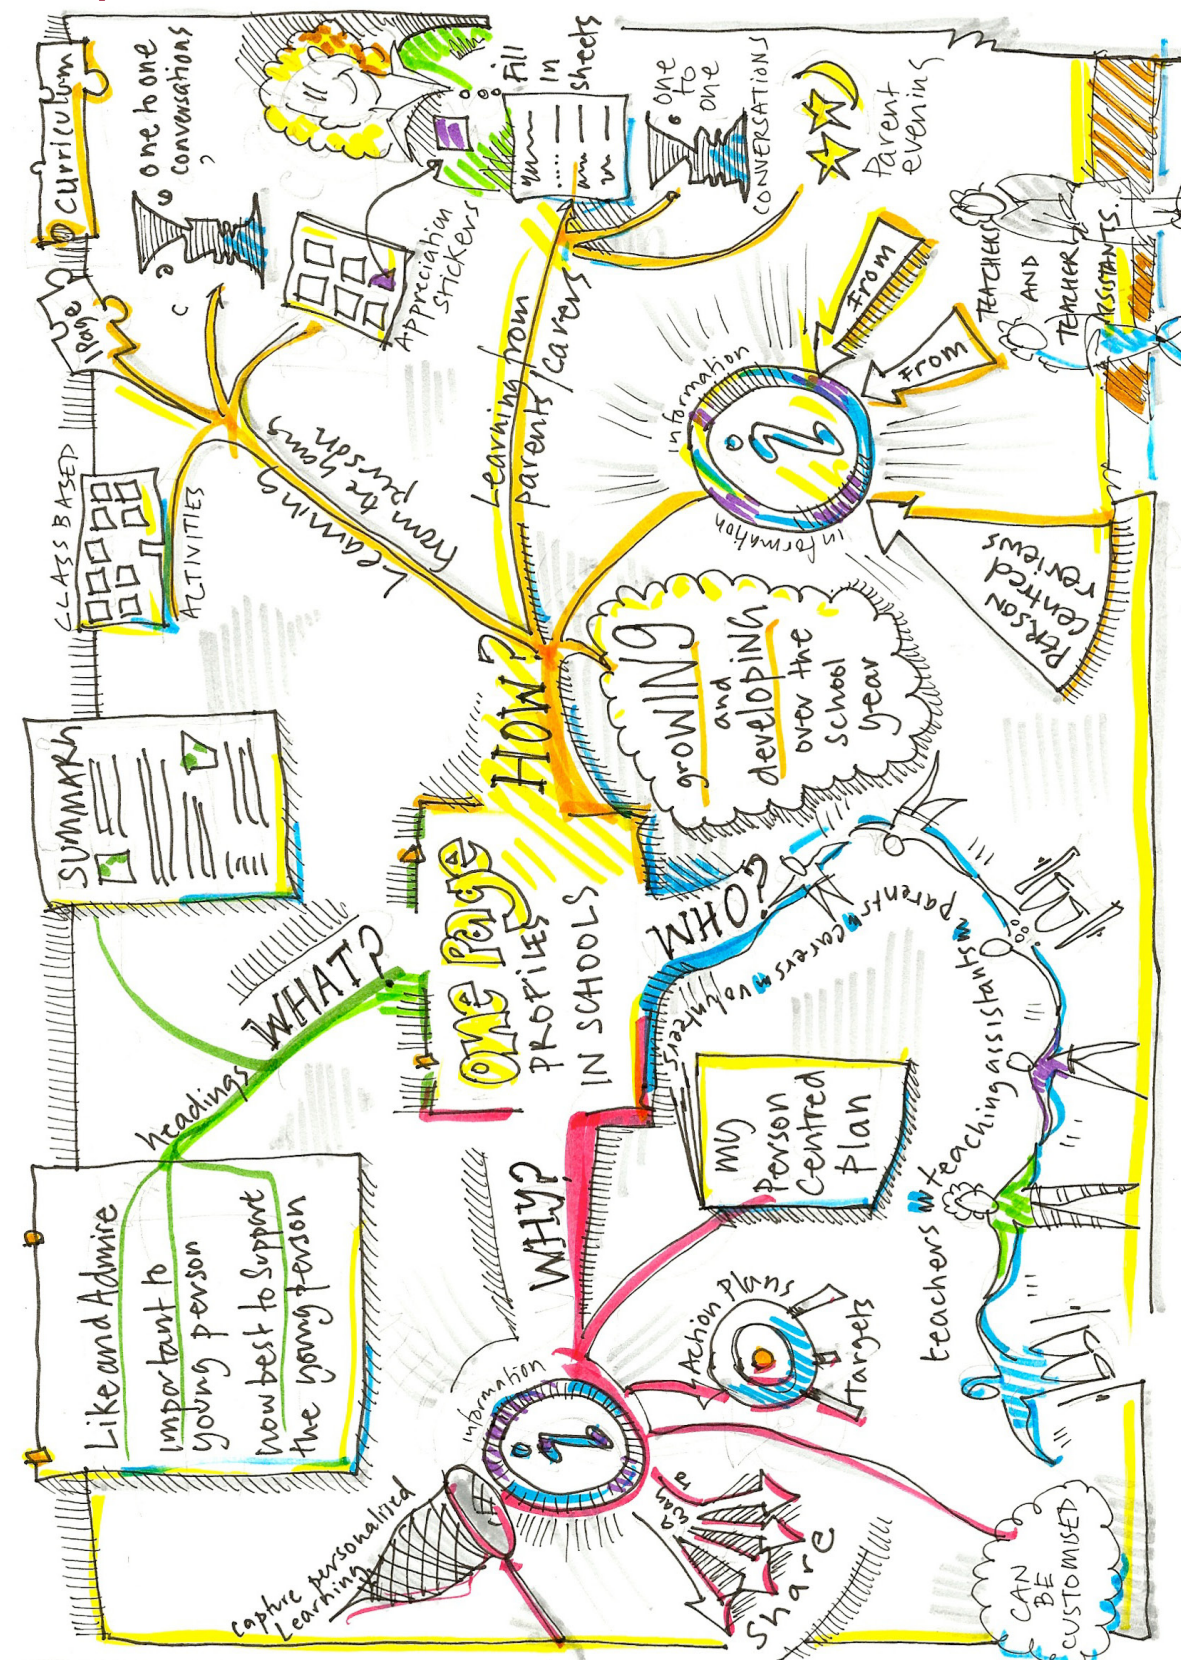 One Page
PROFILES
IN SCHOOLS
WHAT?
headings
Like and Admire
important to
young person
how best to support
the young person
SUMMARY
HOW?
Learning
from the young
person
CLASS BASED
ACTIVITIES
1 page
curriculum
one to one
conversations,
Appreciation
stickers
Learning from
parents/carers
Fill
In
sheets
one
to
one
CONVERSATIONS
Parent
evening
Information
information
From
From
TEACHERS
AND
TEACHER
ASSISTANTS.
PERSON
Centred
reviews
growing
and
developing
over the
school
year
WHO?
teachers teaching assistants parents carers volunteers
WHY?
my
Person
Centred
plan
Action Plans
Targets
CAN
BE
CUSTOMISED
a
way
to
Share
Information
capture personalised
Learning